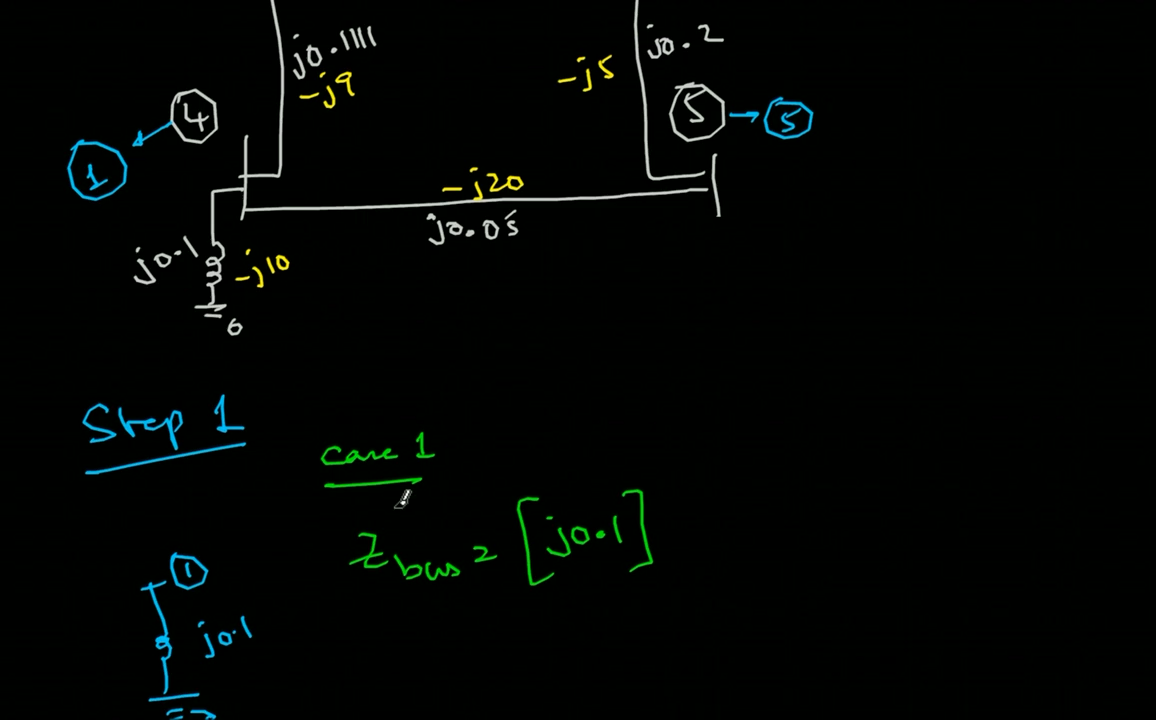 j0.1111
-j9
-j5
j0.2
4
5
5
1
-j20
j0.05
j0.1
-j10
0
Step 1
Case 1
Zbus = [j0.1]
1
j0.1